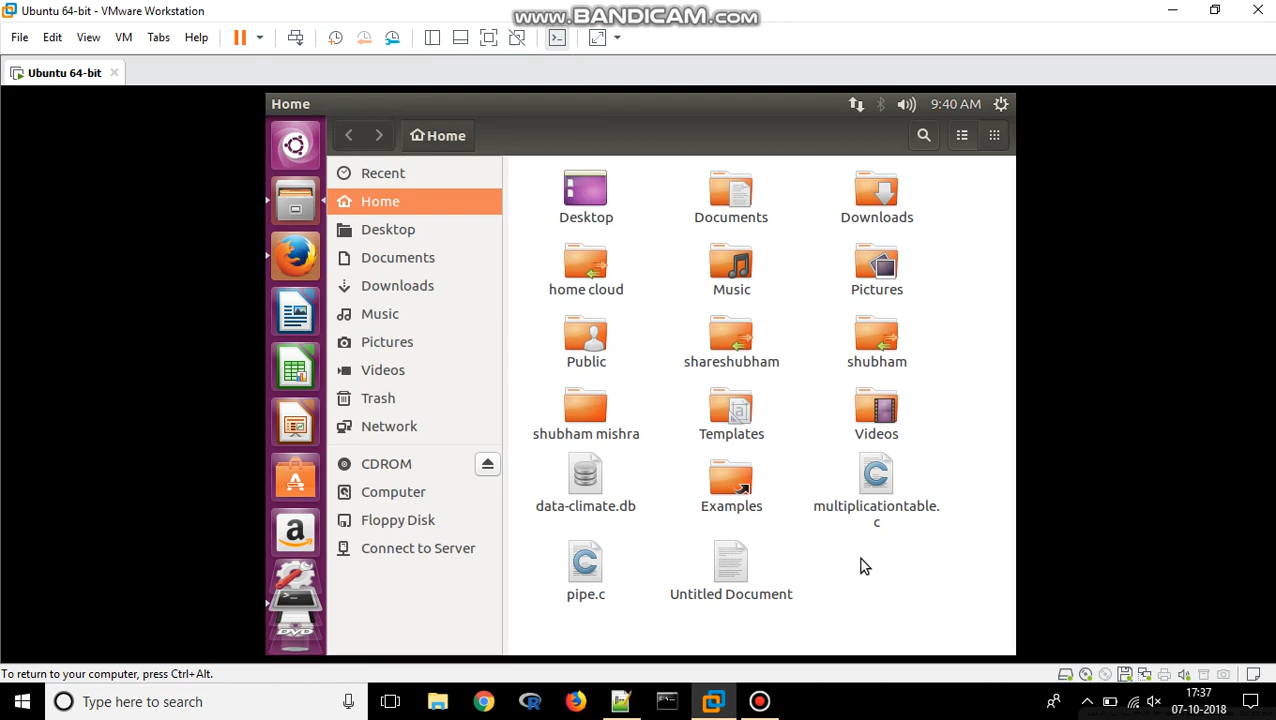 Ubuntu 64-bit - VMware Workstation
www.BANDICAM.com
File Edit View VM Tabs Help
Ubuntu 64-bit
Home
9:40 AM
Home
Recent
Home
Desktop
Documents
Downloads
Music
Pictures
Videos
Trash
Network
CDROM
Computer
Floppy Disk
Connect to Server
Desktop
Documents
Downloads
home cloud
Music
Pictures
Public
shareshubham
shubham
shubham mishra
Templates
Videos
data-climate.db
Examples
multiplicationtable.
c
pipe.c
Untitled Document
To return to your computer, press Ctrl+Alt.
Type here to search
17:37
07-10-2018